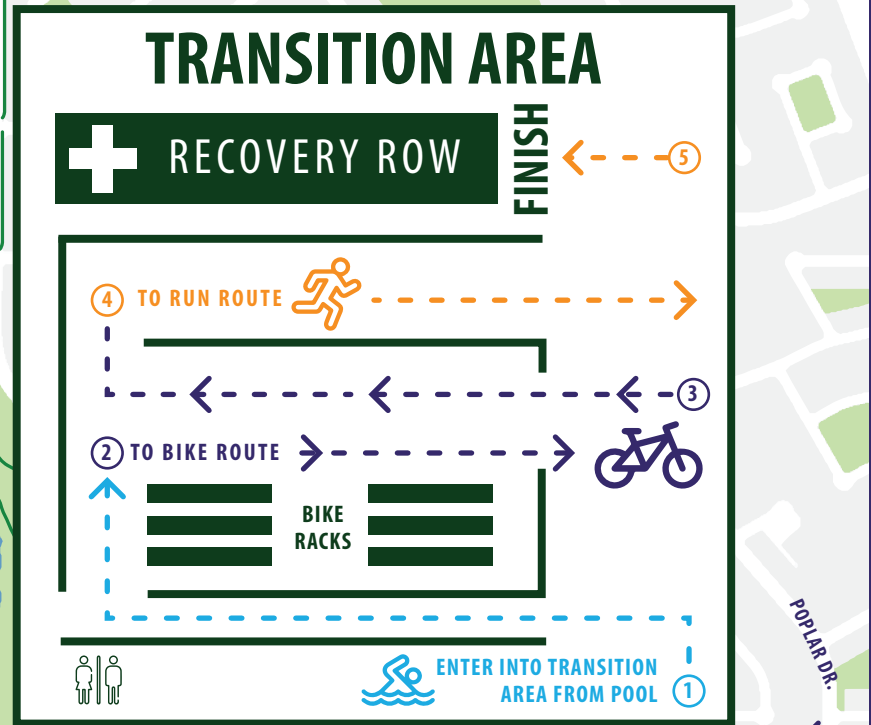 TRANSITION AREA
RECOVERY ROW
FINISH
5
4 TO RUN ROUTE
3
2 TO BIKE ROUTE
BIKE
RACKS
ENTER INTO TRANSITION
AREA FROM POOL 1
POPLAR DR.